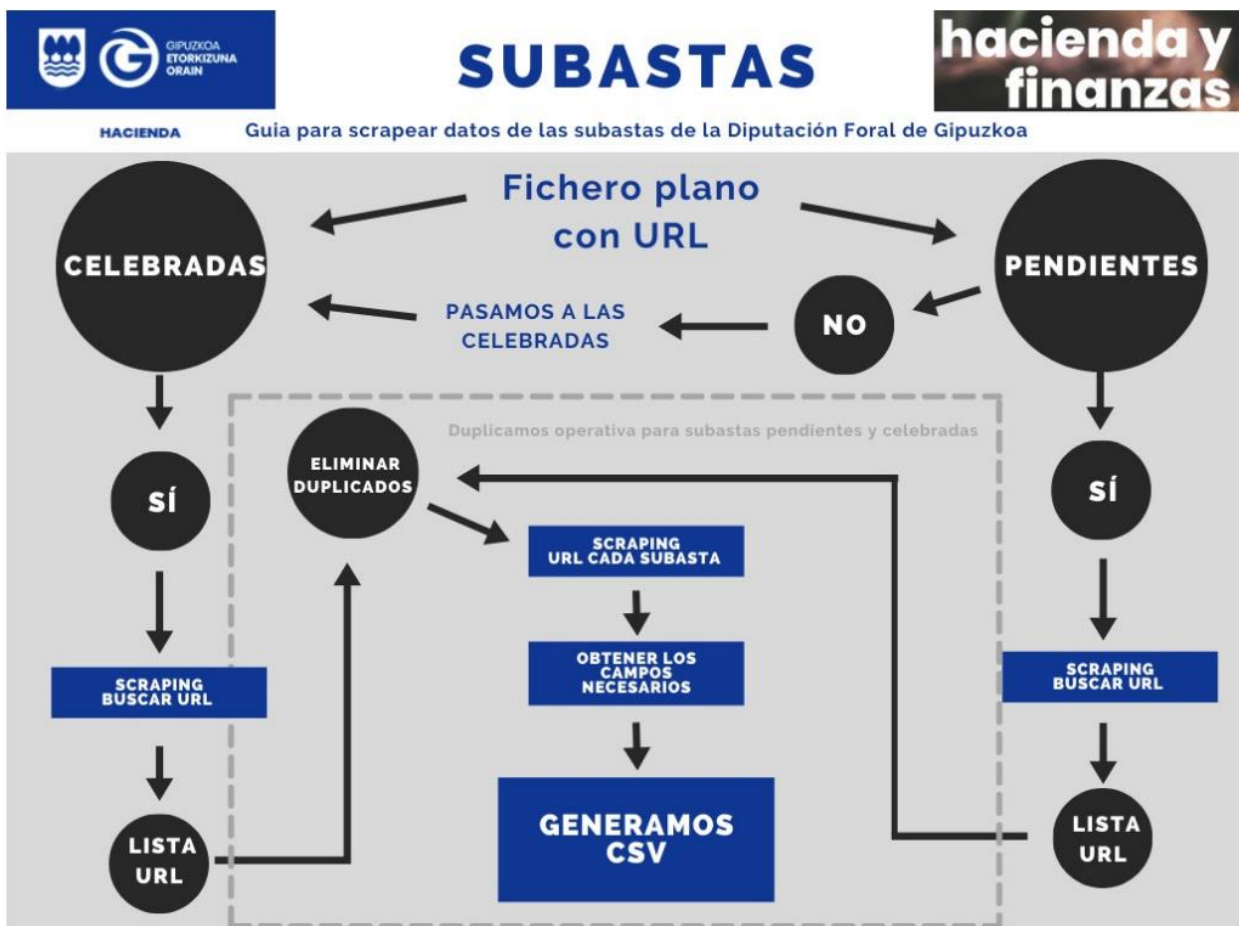 GIPUZKOA
ETORKIZUNA
ORAIN
SUBASTAS
hacienda y
finanzas
HACIENDA
Guia para scrapear datos de las subastas de la Diputación Foral de Gipuzkoa
Fichero plano
con URL
CELEBRADAS
PENDIENTES
PASAMOS A LAS
CELEBRADAS
NO
Duplicamos operativa para subastas pendientes y celebradas
ELIMINAR
DUPLICADOS
SÍ
SÍ
SCRAPING
URL CADA SUBASTA
OBTENER LOS
CAMPOS
NECESARIOS
SCRAPING
BUSCAR URL
SCRAPING
BUSCAR URL
GENERAMOS
CSV
LISTA
URL
LISTA
URL